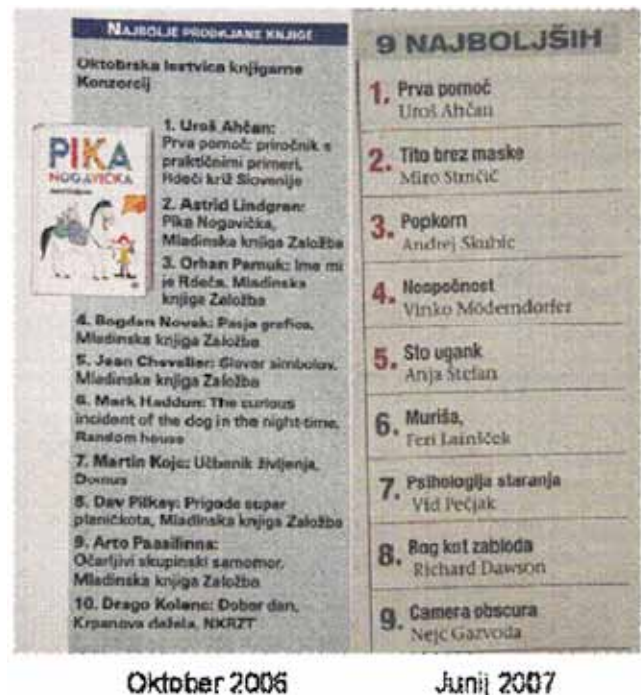 NAJBOLJE PRODAJANE KNJIGE
Oktobrska lestvica knjigarne
Konzorcij
PIKA
NOGAVIČKA
1. Uroš Ahčan:
Prva pomoč: priročnik s
praktičnimi primeri,
Rdeči križ Slovenije
2. Astrid Lindgren:
Pika Nogavička,
Mladinska knjiga Založba
3. Orhan Pamuk: Ime mi
je Rdeča, Mladinska
knjiga Založba
4. Bogdan Novak: Pasja grofica,
Mladinska knjiga Založba
5. Jean Chevalier: Slovar simbolov,
Mladinska knjiga Založba
6. Mark Haddon: The curious
incident of the dog in the night-time,
Random house
7. Martin Kojc: Učbenik življenja,
Domus
8. Dav Pilkey: Prigode super
pleničkota, Mladinska knjiga Založba
9. Arto Paasilinna:
Očarljivi skupinski samomor,
Mladinska knjiga Založba
10. Drago Kolenc: Dober dan,
Krpanova dežela, NKRZT
9 NAJBOLJŠIH
1. Prva pomoč
Uroš Ahčan
2. Tito brez maske
Miro Simčič
3. Popkorn
Andrej Skubic
4. Nespečnost
Vinko Möderndorfer
5. Sto ugank
Anja Štefan
6. Muriša,
Feri Lainšček
7. Psihologija staranja
Vid Pečjak
8. Bog kot zabloda
Richard Dawson
9. Camera obscura
Nejc Gazvoda
Oktober 2006
Junij 2007